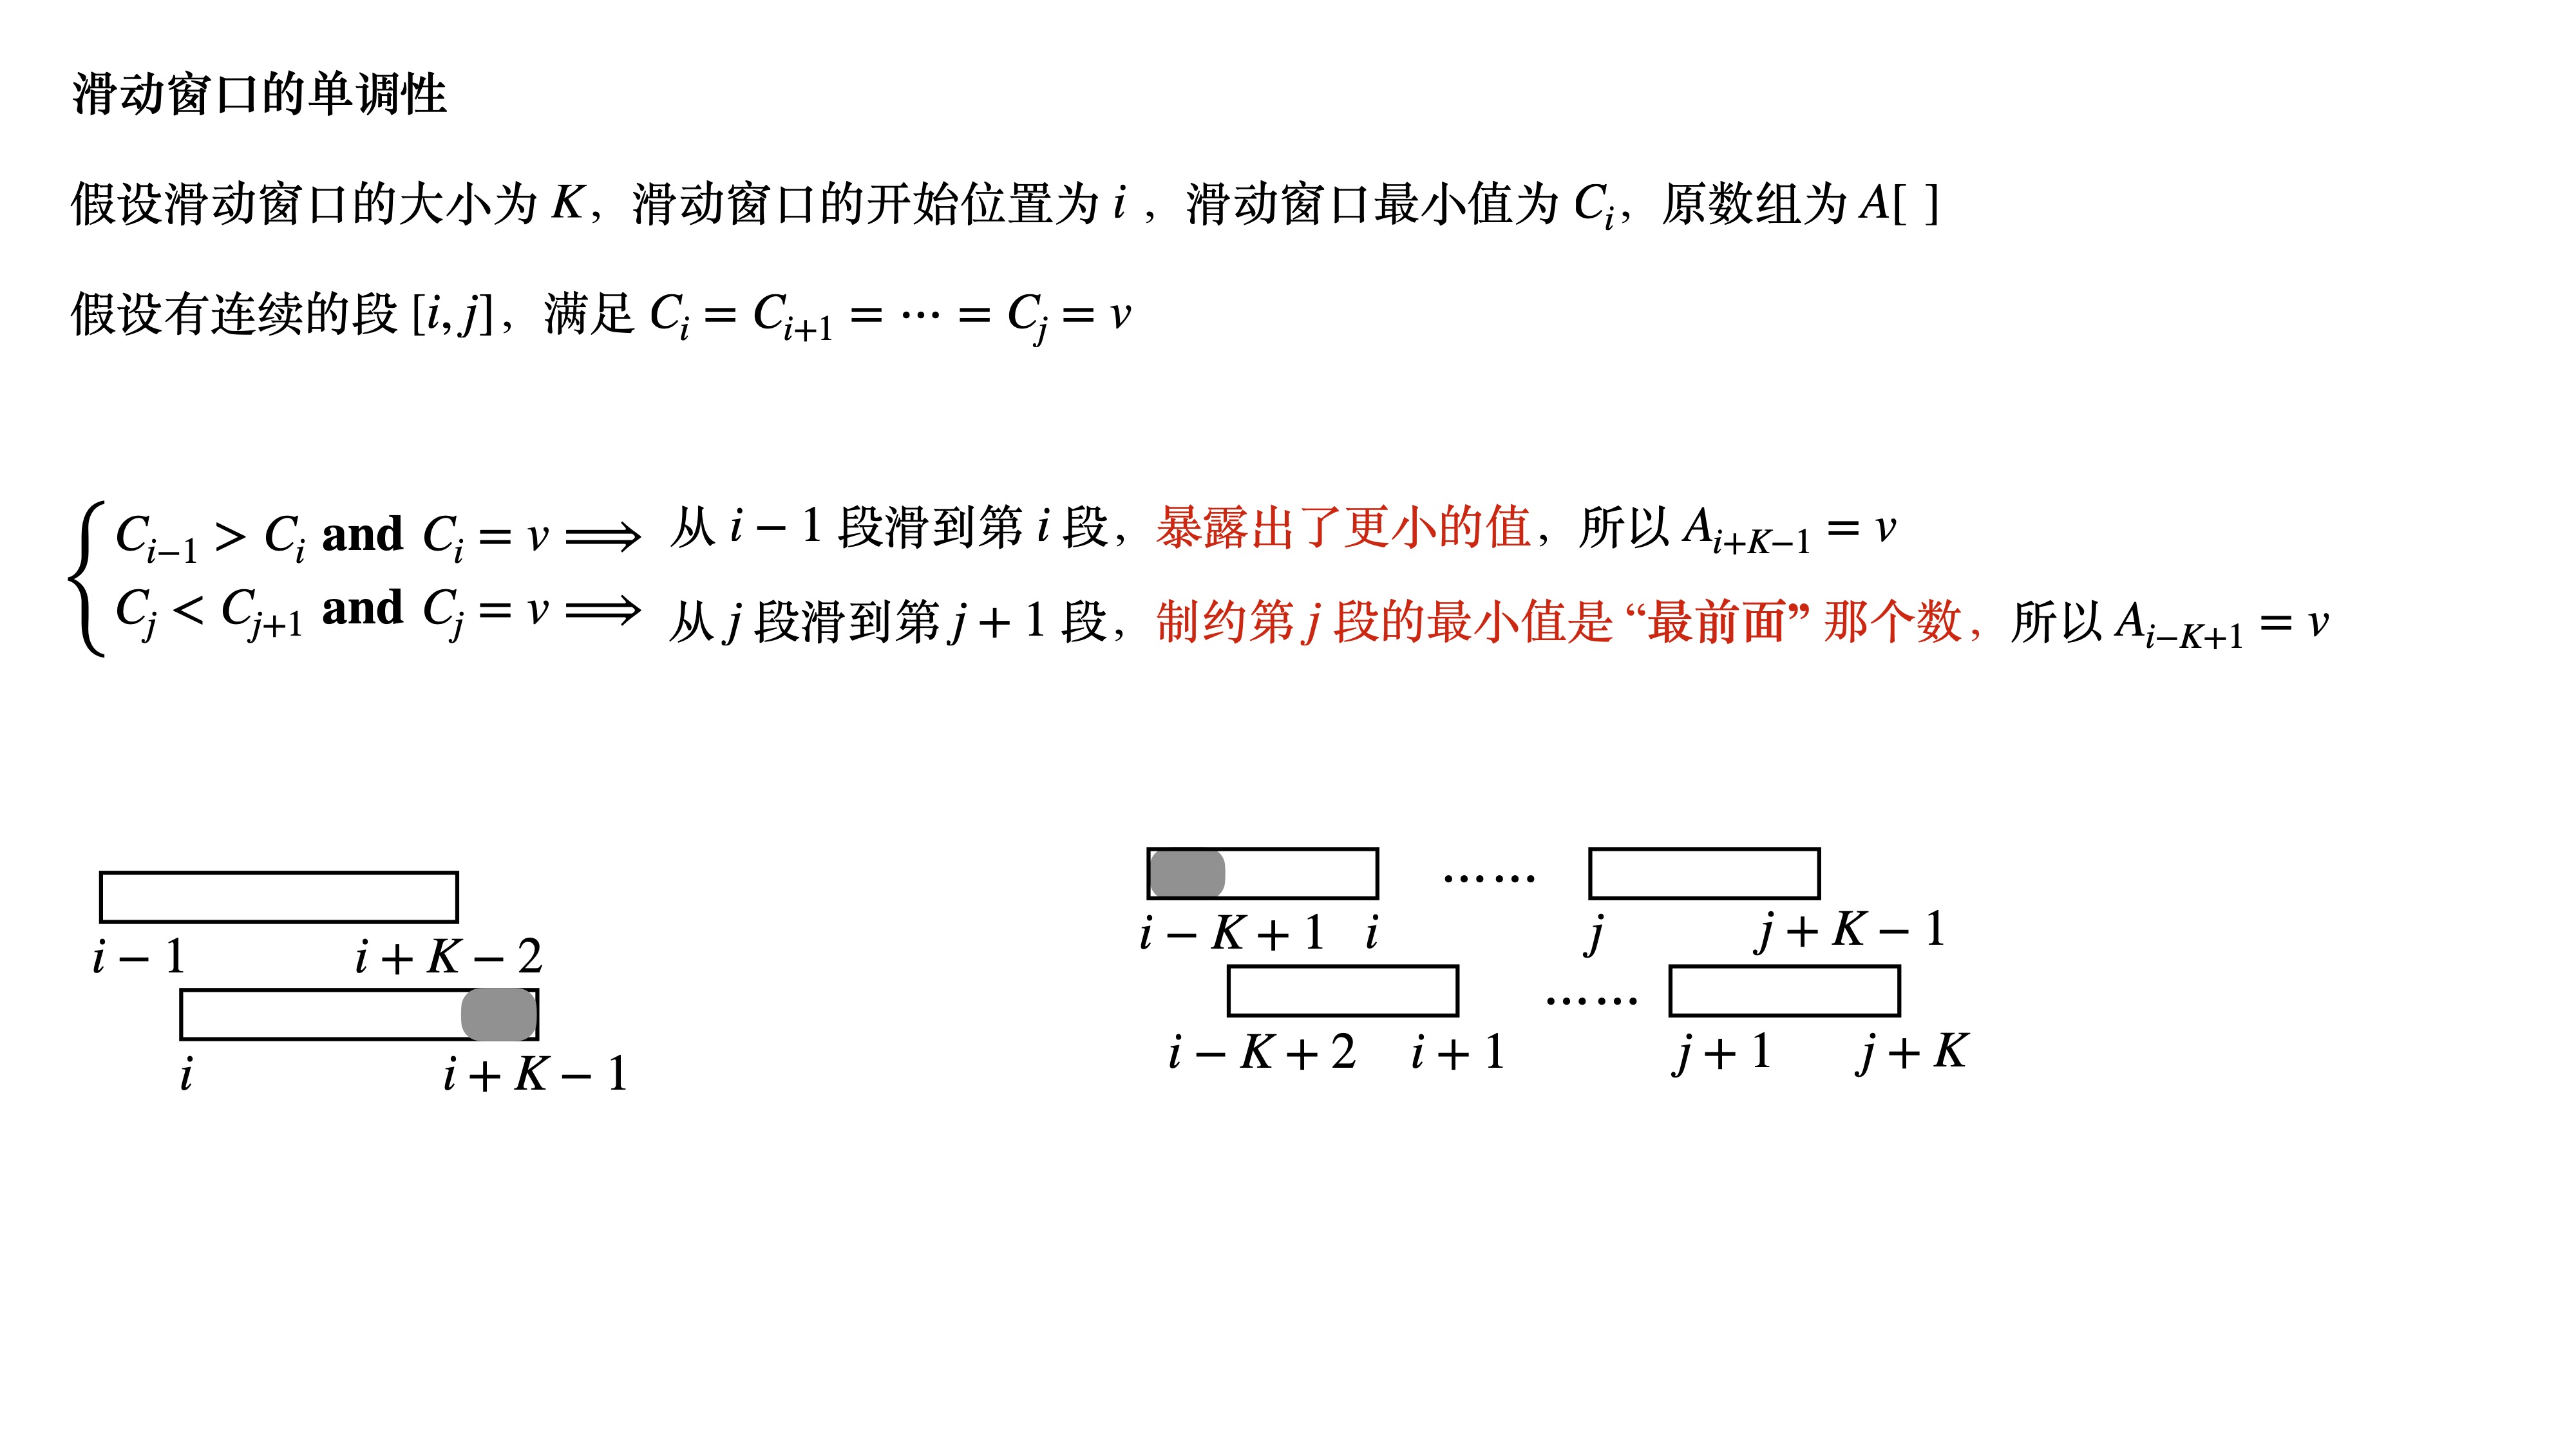 滑动窗口的单调性
假设滑动窗口的大小为 K，滑动窗口的开始位置为 i ，滑动窗口最小值为 C_i，原数组为 A[ ]
假设有连续的段 [i, j]，满足 C_i = C_{i+1} = ⋯ = C_j = v
C_{i−1} > C_i and C_i = v ⟹ 从 i − 1 段滑到第 i 段，暴露出了更小的值，所以 A_{i+K−1} = v
C_j < C_{j+1} and C_j = v ⟹ 从 j 段滑到第 j + 1 段，制约第 j 段的最小值是 “最前面” 那个数，所以 A_{i−K+1} = v
i − 1 i + K − 2
i i + K − 1
⋯⋯
i − K + 1 i j j + K − 1
⋯⋯
i − K + 2 i + 1 j + 1 j + K